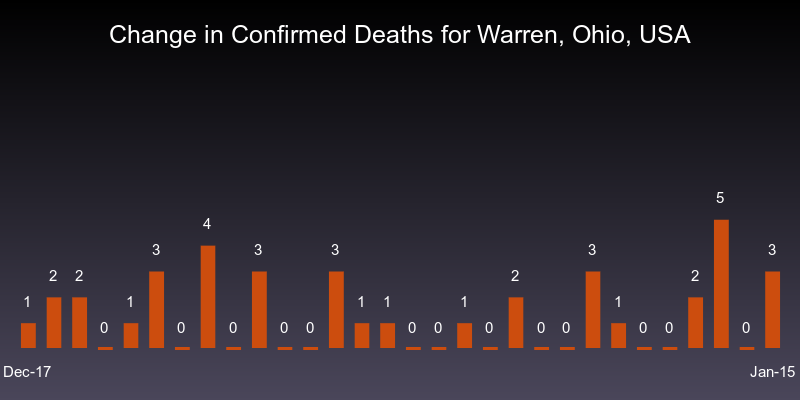 Change in Confirmed Deaths for Warren, Ohio, USA
1 2 2 0 1 3 0 4 0 3 0 0 3 1 1 0 0 1 0 2 0 0 3 1 0 0 2 5 0 3
Dec-17 Jan-15